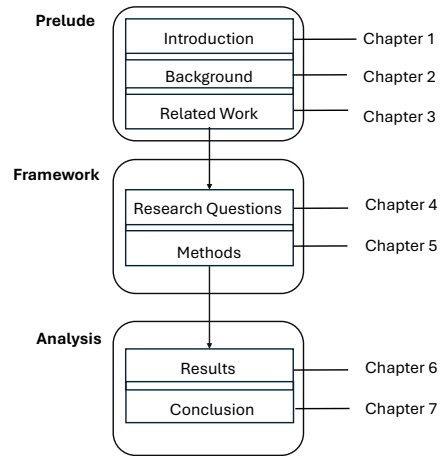 Prelude
Introduction
Chapter 1
Background
Chapter 2
Related Work
Chapter 3
Framework
Research Questions
Chapter 4
Methods
Chapter 5
Analysis
Results
Chapter 6
Conclusion
Chapter 7